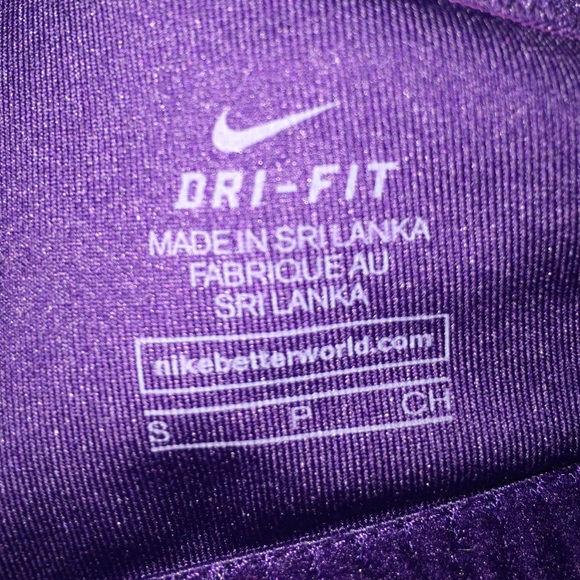 DRI-FIT
MADE IN SRI LANKA
FABRIQUE AU
SRI LANKA
nikebetterworld.com
S P CH